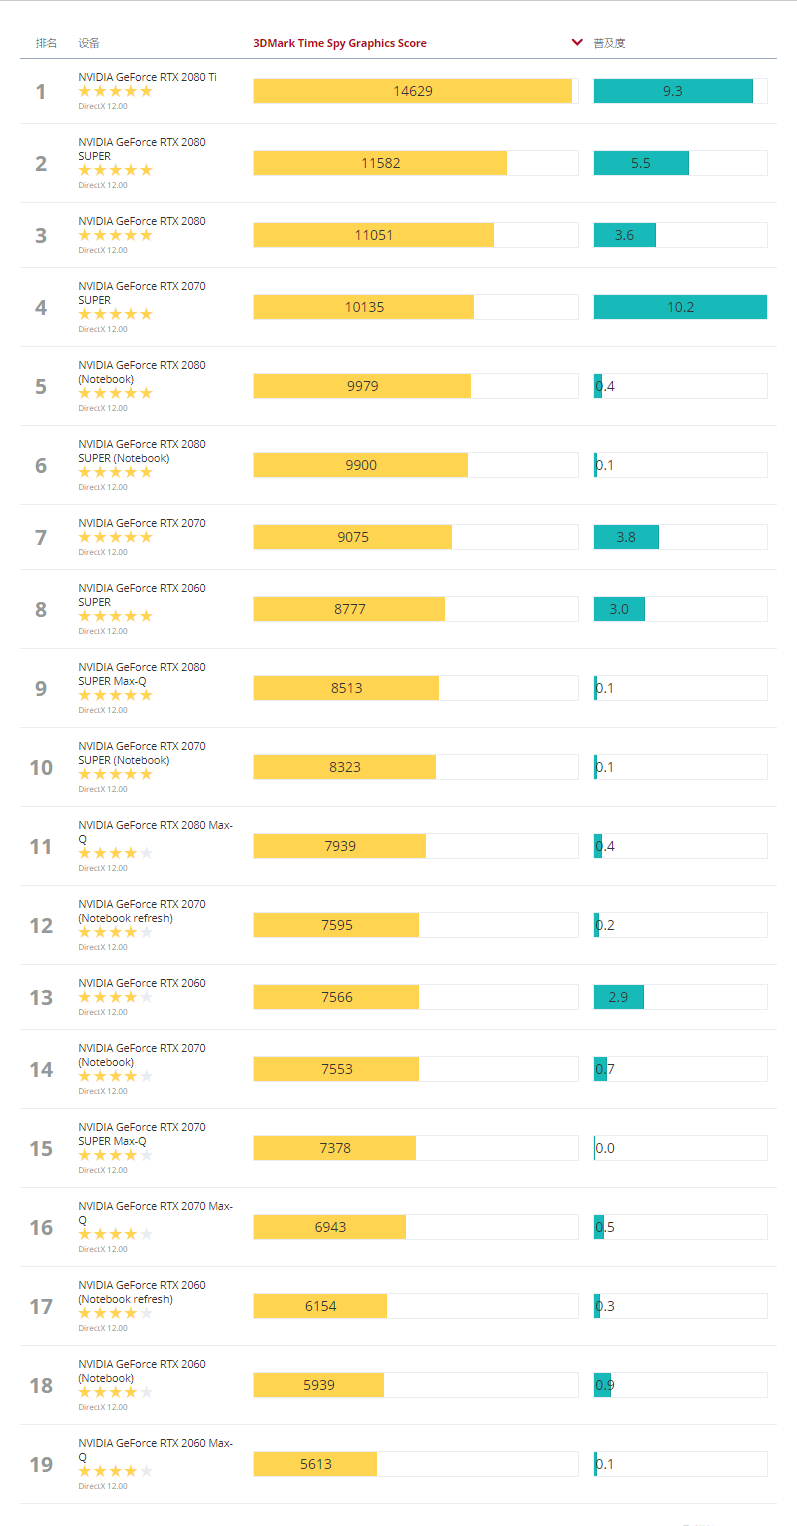 排名 设备 3DMark Time Spy Graphics Score 普及度
1 NVIDIA GeForce RTX 2080 Ti 14629 9.3
DirectX 12.00
2 NVIDIA GeForce RTX 2080
SUPER 11582 5.5
DirectX 12.00
3 NVIDIA GeForce RTX 2080 11051 3.6
DirectX 12.00
4 NVIDIA GeForce RTX 2070
SUPER 10135 10.2
DirectX 12.00
5 NVIDIA GeForce RTX 2080
(Notebook) 9979 0.4
DirectX 12.00
6 NVIDIA GeForce RTX 2080
SUPER (Notebook) 9900 0.1
DirectX 12.00
7 NVIDIA GeForce RTX 2070 9075 3.8
DirectX 12.00
8 NVIDIA GeForce RTX 2060
SUPER 8777 3.0
DirectX 12.00
9 NVIDIA GeForce RTX 2080
SUPER Max-Q 8513 0.1
DirectX 12.00
10 NVIDIA GeForce RTX 2070
SUPER (Notebook) 8323 0.1
DirectX 12.00
11 NVIDIA GeForce RTX 2080 Max-
Q 7939 0.4
DirectX 12.00
12 NVIDIA GeForce RTX 2070
(Notebook refresh) 7595 0.2
DirectX 12.00
13 NVIDIA GeForce RTX 2060 7566 2.9
DirectX 12.00
14 NVIDIA GeForce RTX 2070
(Notebook) 7553 0.7
DirectX 12.00
15 NVIDIA GeForce RTX 2070
SUPER Max-Q 7378 0.0
DirectX 12.00
16 NVIDIA GeForce RTX 2070 Max-
Q 6943 0.5
DirectX 12.00
17 NVIDIA GeForce RTX 2060
(Notebook refresh) 6154 0.3
DirectX 12.00
18 NVIDIA GeForce RTX 2060
(Notebook) 5939 0.9
DirectX 12.00
19 NVIDIA GeForce RTX 2060 Max-
Q 5613 0.1
DirectX 12.00